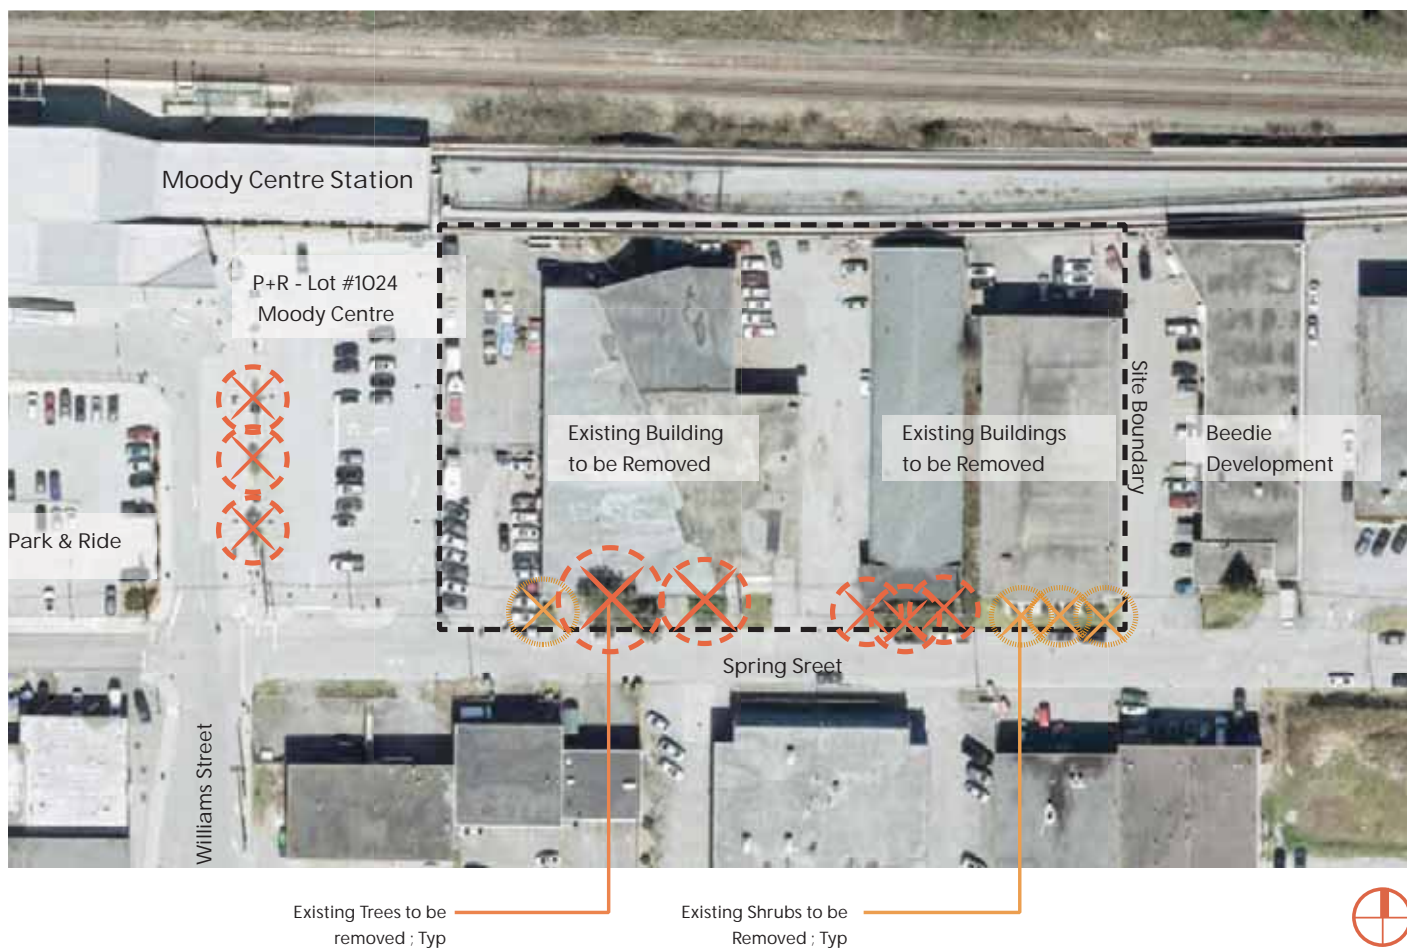 Moody Centre Station
P+R - Lot #1024
Moody Centre
Existing Building
to be Removed
Existing Buildings
to be Removed
Site Boundary
Beedie
Development
Park & Ride
Spring Sreet
Williams Street
Existing Trees to be
removed ; Typ
Existing Shrubs to be
Removed ; Typ